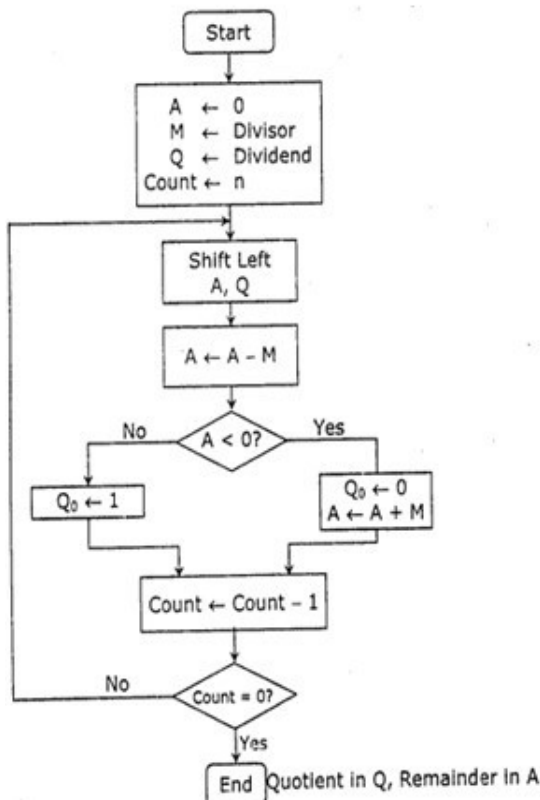 Start
A ← 0
M ← Divisor
Q ← Dividend
Count ← n
Shift Left
A, Q
A ← A – M
A < 0?
No
Yes
Q₀ ← 1
Q₀ ← 0
A ← A + M
Count ← Count – 1
Count = 0?
No
Yes
End
Quotient in Q, Remainder in A